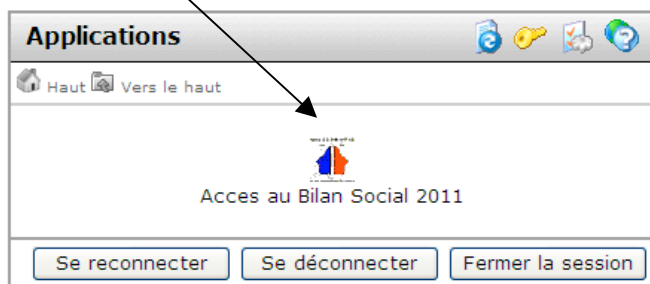 Applications
Haut Vers le haut
Acces au Bilan Social 2011
Se reconnecter Se déconnecter Fermer la session